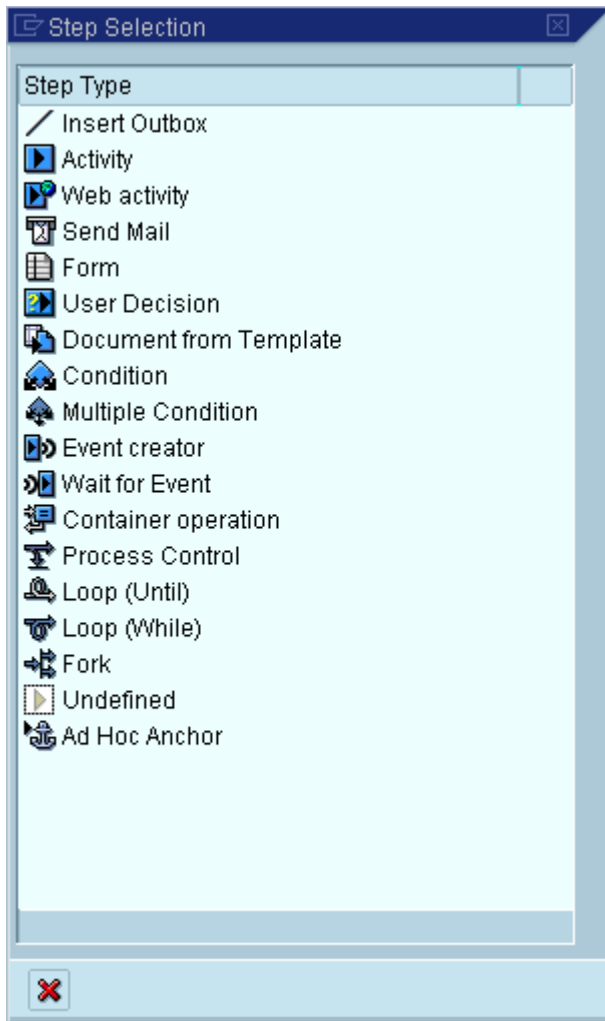 Step Selection
Step Type
Insert Outbox
Activity
Web activity
Send Mail
Form
User Decision
Document from Template
Condition
Multiple Condition
Event creator
Wait for Event
Container operation
Process Control
Loop (Until)
Loop (While)
Fork
Undefined
Ad Hoc Anchor